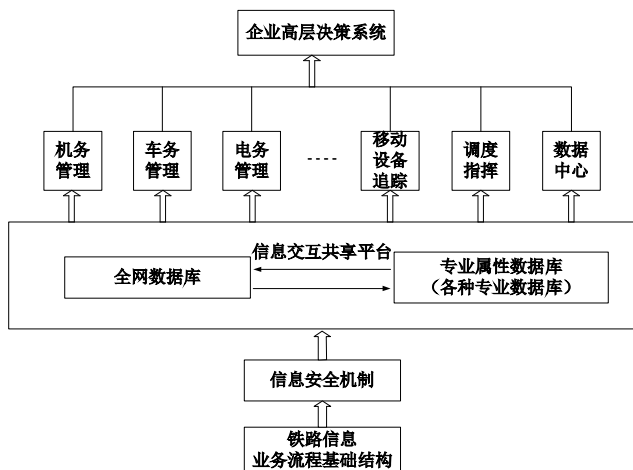 企业高层决策系统
机务
管理
车务
管理
电务
管理
移动
设备
追踪
调度
指挥
数据
中心
信息交互共享平台
全网数据库
专业属性数据库
（各种专业数据库）
信息安全机制
铁路信息
业务流程基础结构